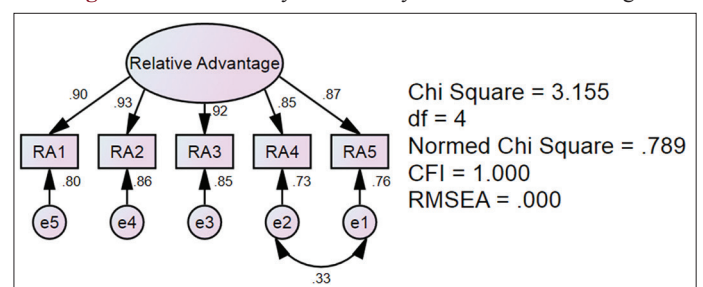 Relative Advantage
.90
.93
.92
.85
.87
RA1
RA2
RA3
RA4
RA5
.80
.86
.85
.73
.76
e5
e4
e3
e2
e1
.33
Chi Square = 3.155
df = 4
Normed Chi Square = .789
CFI = 1.000
RMSEA = .000